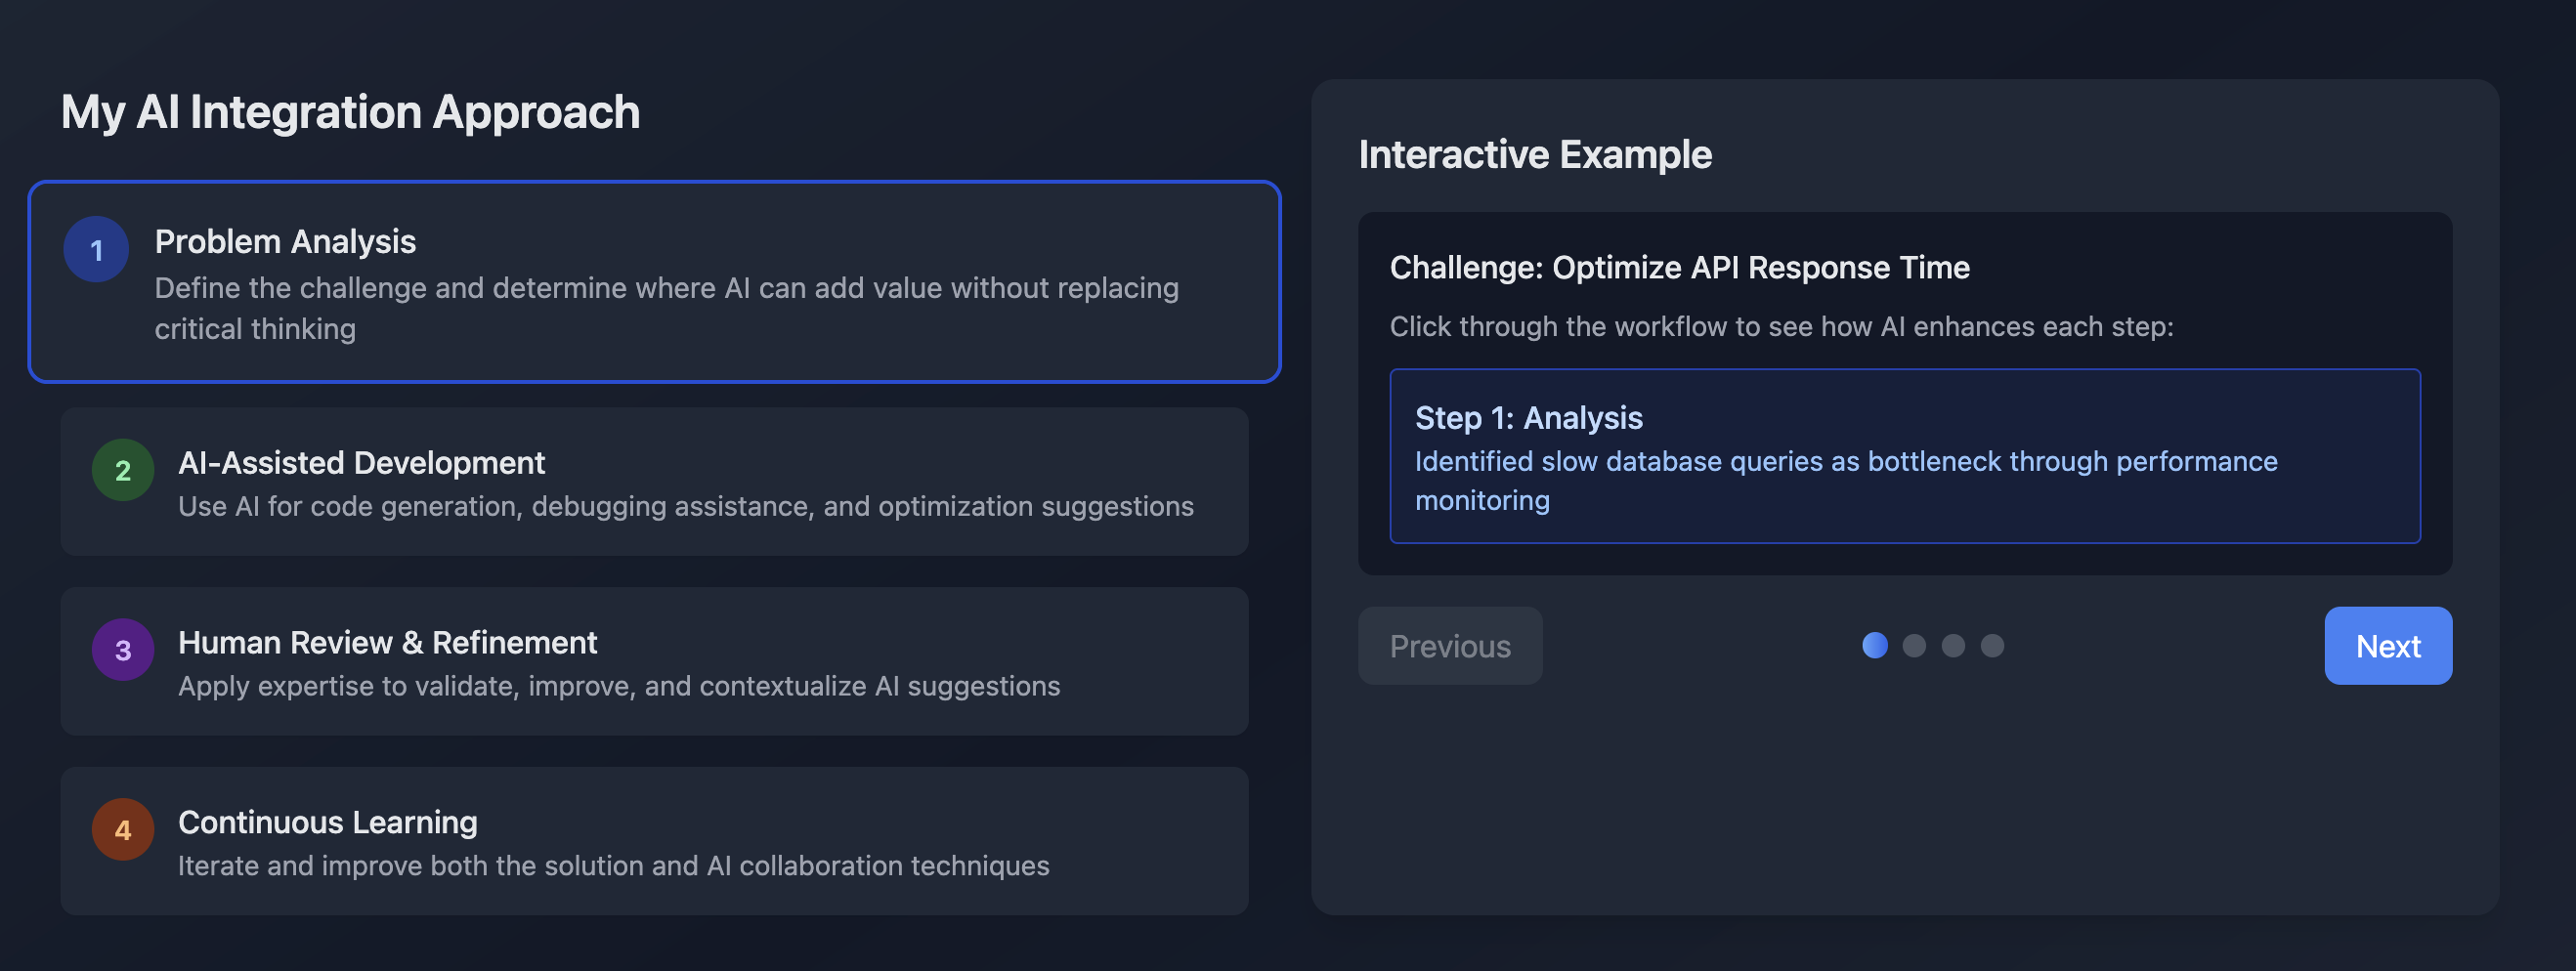 My AI Integration Approach
1
Problem Analysis
Define the challenge and determine where AI can add value without replacing
critical thinking
2
AI-Assisted Development
Use AI for code generation, debugging assistance, and optimization suggestions
3
Human Review & Refinement
Apply expertise to validate, improve, and contextualize AI suggestions
4
Continuous Learning
Iterate and improve both the solution and AI collaboration techniques
Interactive Example
Challenge: Optimize API Response Time
Click through the workflow to see how AI enhances each step:
Step 1: Analysis
Identified slow database queries as bottleneck through performance
monitoring
Previous
Next